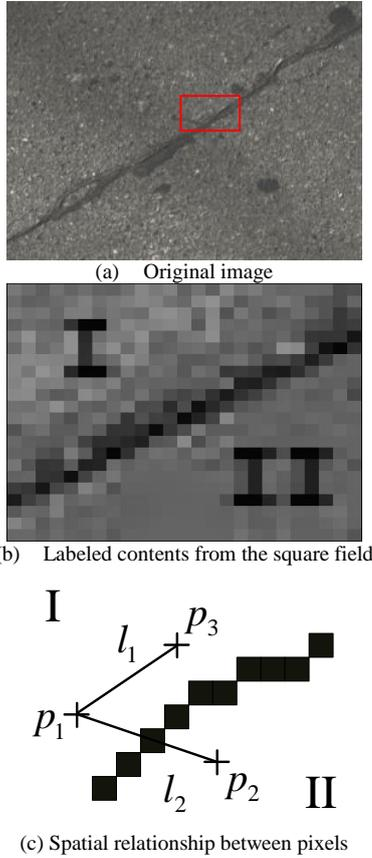 (a) Original image
I
II
(b) Labeled contents from the square field
I
l1
p3
p1
l2
p2
II
(c) Spatial relationship between pixels